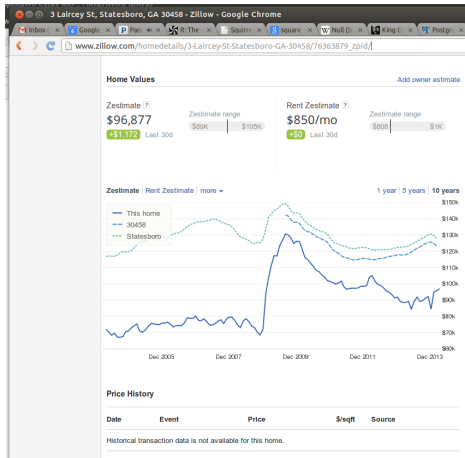 3 Laircey St, Statesboro, GA 30458 - Zillow - Google Chrome
Inbox ( Google Pan R: The Squirre square Null (S King C Postgr
www.zillow.com/homedetails/3-Laircey-St-Statesboro-GA-30458/76363879_zpid/
Home Values Add owner estimate
Zestimate ? Rent Zestimate ?
$96,877 Zestimate range $850/mo Zestimate range
$89K $105K $808 $1K
+$1,172 Last 30d +$0 Last 30d
Zestimate | Rent Zestimate | more 1 year | 5 years | 10 years
$150k
This home $140k
30458 $130k
Statesboro $120k
$110k
$100k
$90k
$80k
$70k
$60k
Dec 2005 Dec 2007 Dec 2009 Dec 2011 Dec 2013
Price History
Date Event Price $/sqft Source
Historical transaction data is not available for this home.